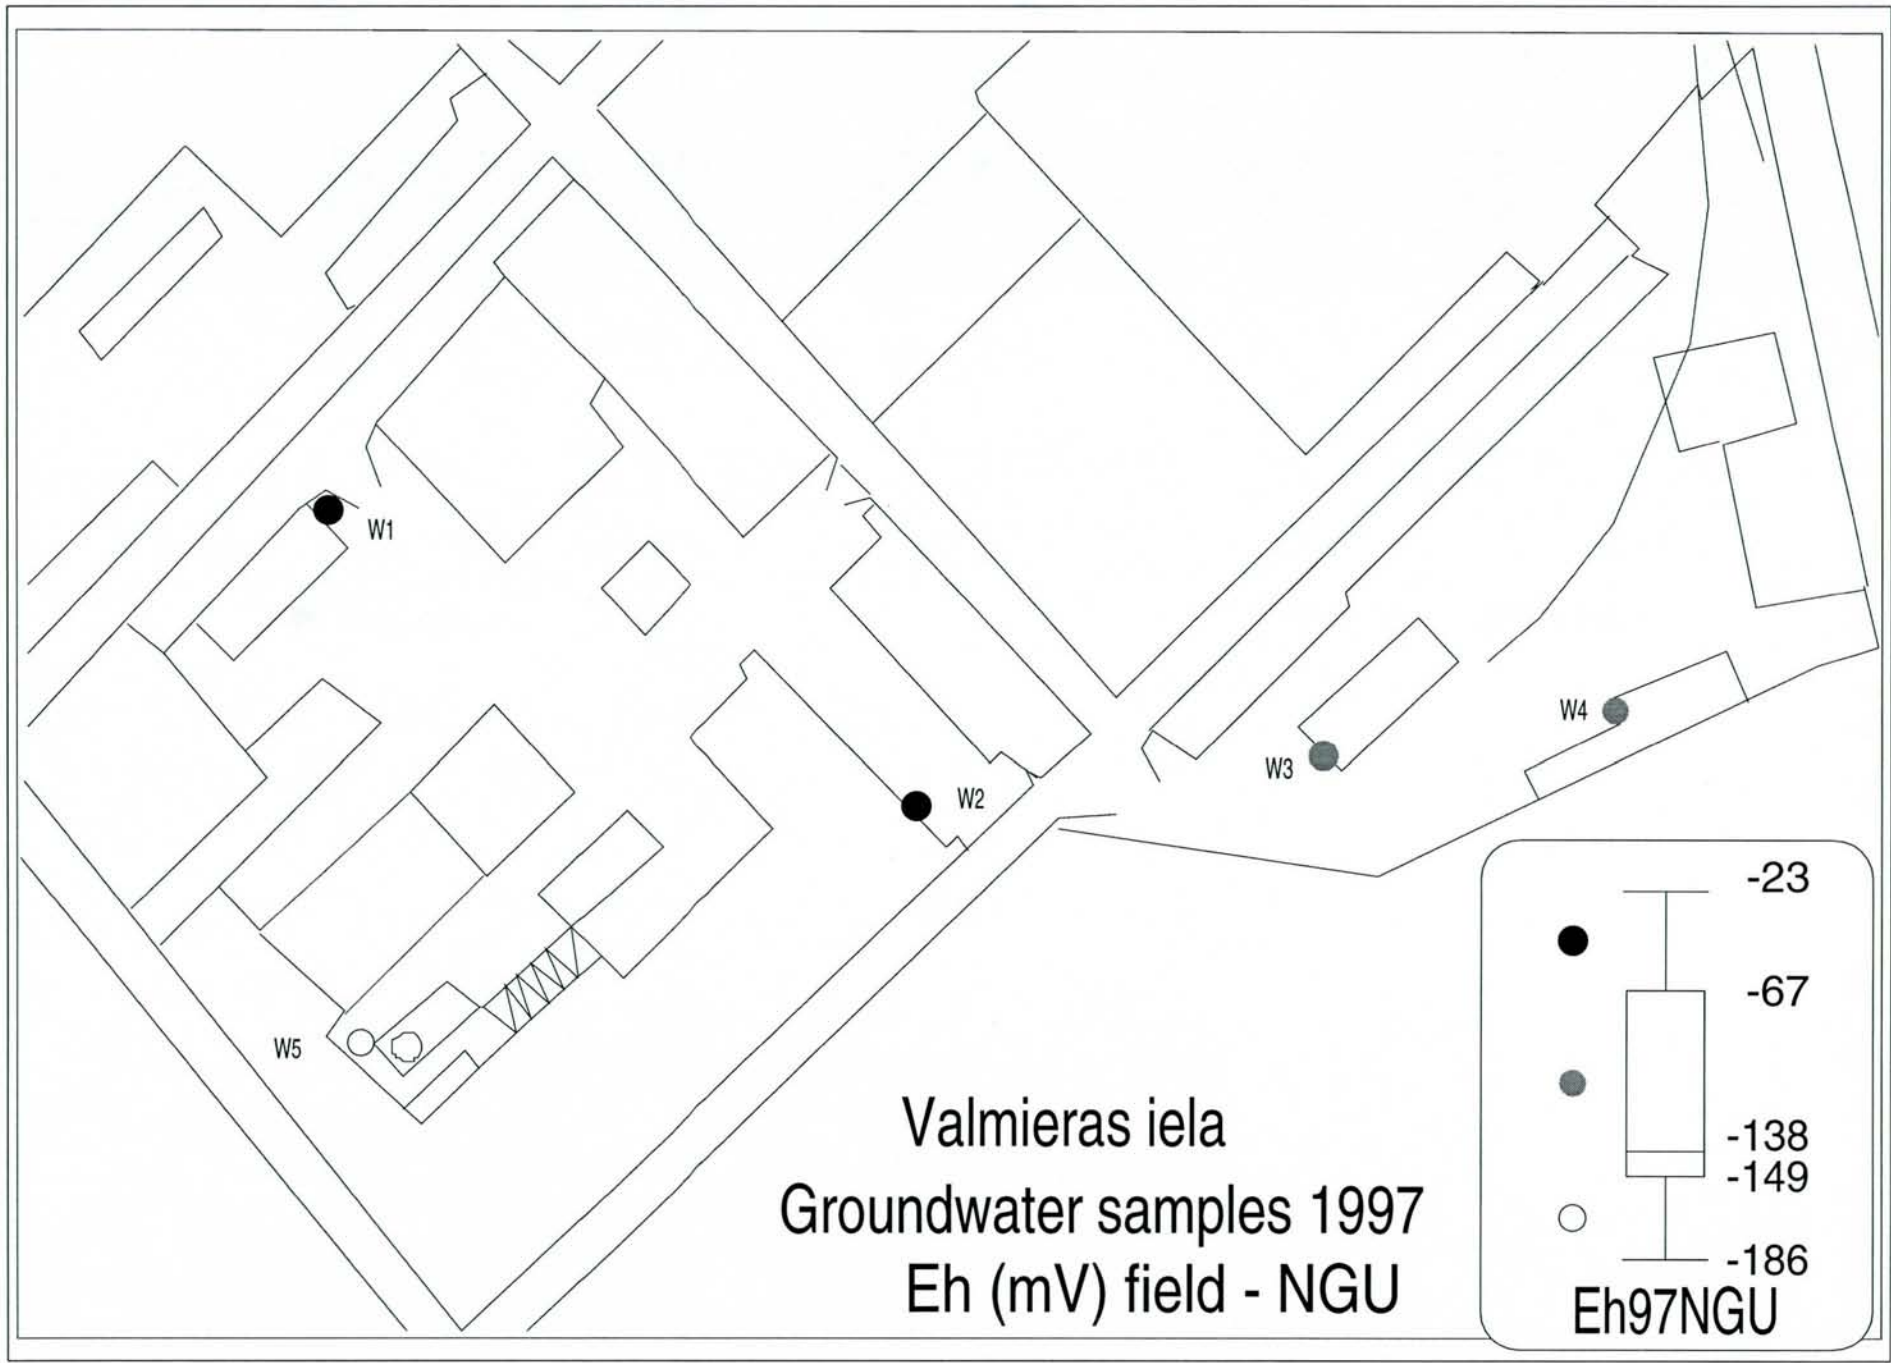 W1
W2
W3
W4
W5
Valmieras iela
Groundwater samples 1997
Eh (mV) field - NGU
-23
-67
-138
-149
-186
Eh97NGU